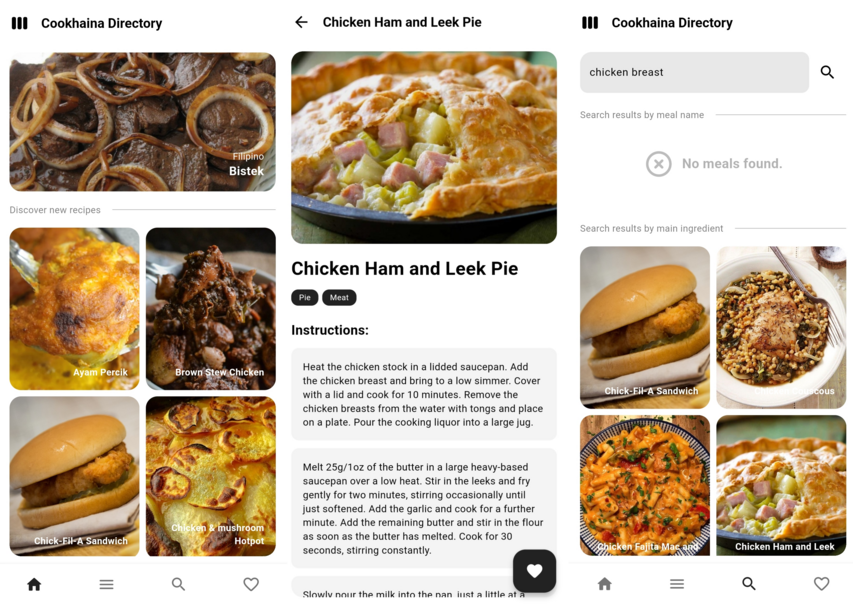 Cookhaina Directory
Filipino
Bistek
Discover new recipes
Ayam Percik
Brown Stew Chicken
Chick-Fil-A Sandwich
Chicken & mushroom
Hotpot
Chicken Ham and Leek Pie
Chicken Ham and Leek Pie
Pie
Meat
Instructions:
Heat the chicken stock in a lidded saucepan. Add
the chicken breast and bring to a low simmer. Cover
with a lid and cook for 10 minutes. Remove the
chicken breasts from the water with tongs and place
on a plate. Pour the cooking liquor into a large jug.
Melt 25g/1oz of the butter in a large heavy-based
saucepan over a low heat. Stir in the leeks and fry
gently for two minutes, stirring occasionally until
just softened. Add the garlic and cook for a further
minute. Add the remaining butter and stir in the flour
as soon as the butter has melted. Cook for 30
seconds, stirring constantly.
Slowly pour the milk into the pan, just a little at a
Cookhaina Directory
chicken breast
Search results by meal name
No meals found.
Search results by main ingredient
Chick-Fil-A Sandwich
Chicken Fajita Mac and
Chicken Ham and Leek